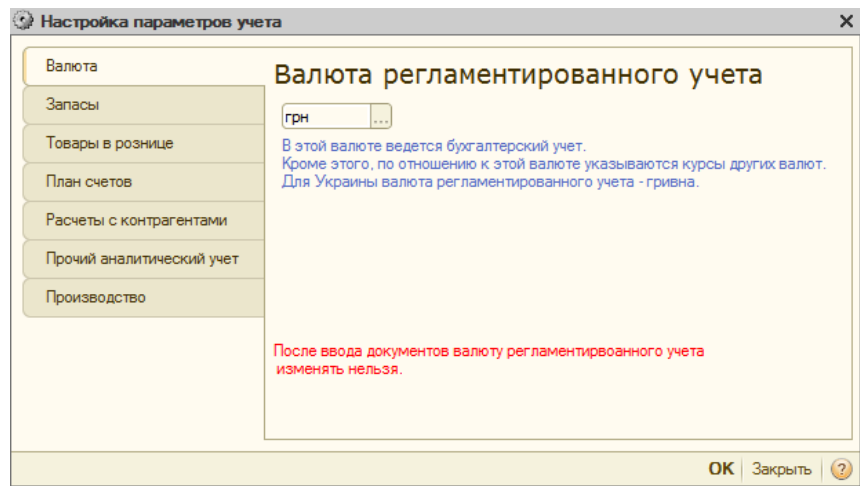 Настройка параметров учета
Валюта
Запасы
Товары в рознице
План счетов
Расчеты с контрагентами
Прочий аналитический учет
Производство
Валюта регламентированного учета
грн ...
В этой валюте ведется бухгалтерский учет.
Кроме этого, по отношению к этой валюте указываются курсы других валют.
Для Украины валюта регламентированного учета - гривна.
После ввода документов валюту регламентирвоанного учета
изменять нельзя.
OK Закрыть ?